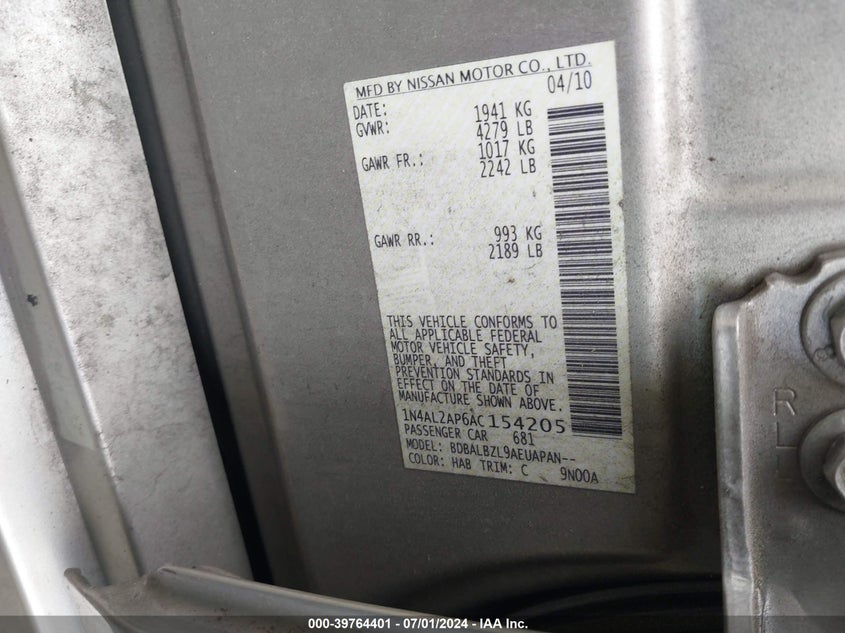 MFD BY NISSAN MOTOR CO., LTD.
DATE: 04/10
GVWR: 1941 KG
4279 LB
GAWR FR.: 1017 KG
2242 LB
GAWR RR.: 993 KG
2189 LB
THIS VEHICLE CONFORMS TO
ALL APPLICABLE FEDERAL
MOTOR VEHICLE SAFETY,
BUMPER, AND THEFT
PREVENTION STANDARDS IN
EFFECT ON THE DATE OF
MANUFACTURE SHOWN ABOVE.
1N4AL2AP6AC154205
PASSENGER CAR 681
MODEL: BDBALBZL9AEUAPAN--
COLOR: HAB TRIM: C 9N00A
R
L
000-39764401 - 07/01/2024 - IAA Inc.